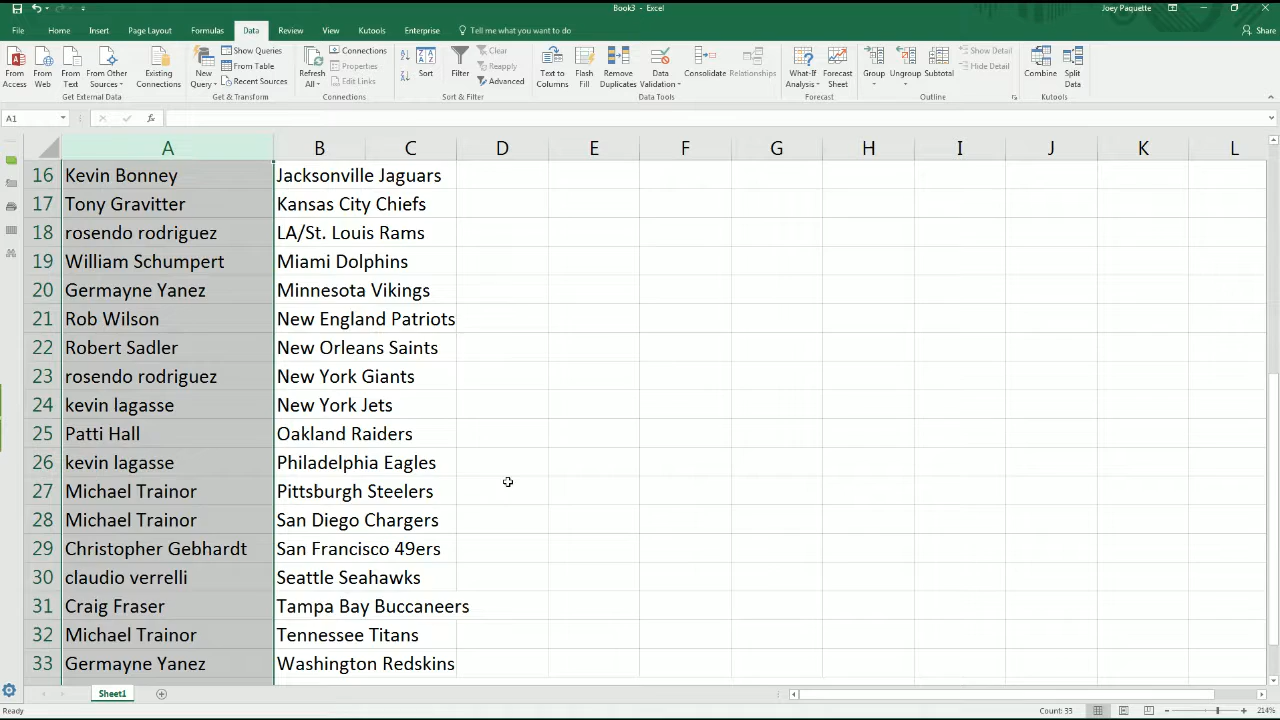 Book3 - Excel
Joey Paquette
File Home Insert Page Layout Formulas Data Review View Kutools Enterprise Tell me what you want to do Share
From Access From Web From Text From Other Sources Existing Connections
New Query Show Queries From Table Recent Sources
Refresh All Connections Properties Edit Links
Sort Filter Clear Reapply Advanced
Text to Columns Flash Fill Remove Duplicates Data Validation Consolidate Relationships
What-If Analysis Forecast Sheet
Group Ungroup Subtotal Show Detail Hide Detail
Combine Split Data
Get External Data Get & Transform Connections Sort & Filter Data Tools Forecast Outline Kutools
A1 fx
A B C D E F G H I J K L
16 Kevin Bonney Jacksonville Jaguars
17 Tony Gravitter Kansas City Chiefs
18 rosendo rodriguez LA/St. Louis Rams
19 William Schumpert Miami Dolphins
20 Germayne Yanez Minnesota Vikings
21 Rob Wilson New England Patriots
22 Robert Sadler New Orleans Saints
23 rosendo rodriguez New York Giants
24 kevin lagasse New York Jets
25 Patti Hall Oakland Raiders
26 kevin lagasse Philadelphia Eagles
27 Michael Trainor Pittsburgh Steelers
28 Michael Trainor San Diego Chargers
29 Christopher Gebhardt San Francisco 49ers
30 claudio verrelli Seattle Seahawks
31 Craig Fraser Tampa Bay Buccaneers
32 Michael Trainor Tennessee Titans
33 Germayne Yanez Washington Redskins
Sheet1
Ready Count: 33 214%